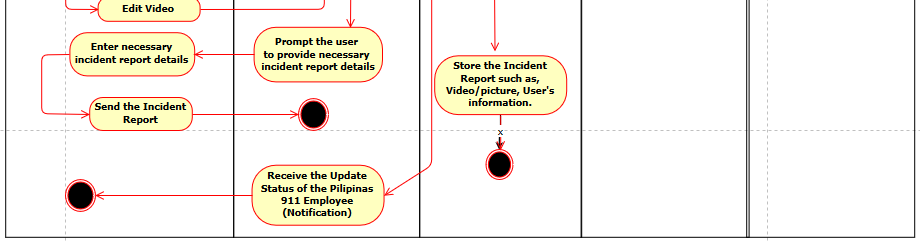 Edit Video
Enter necessary
incident report details
Prompt the user
to provide necessary
incident report details
Store the Incident
Report such as,
Video/picture, User's
information.
Send the Incident
Report
x
Receive the Update
Status of the Pilipinas
911 Employee
(Notification)